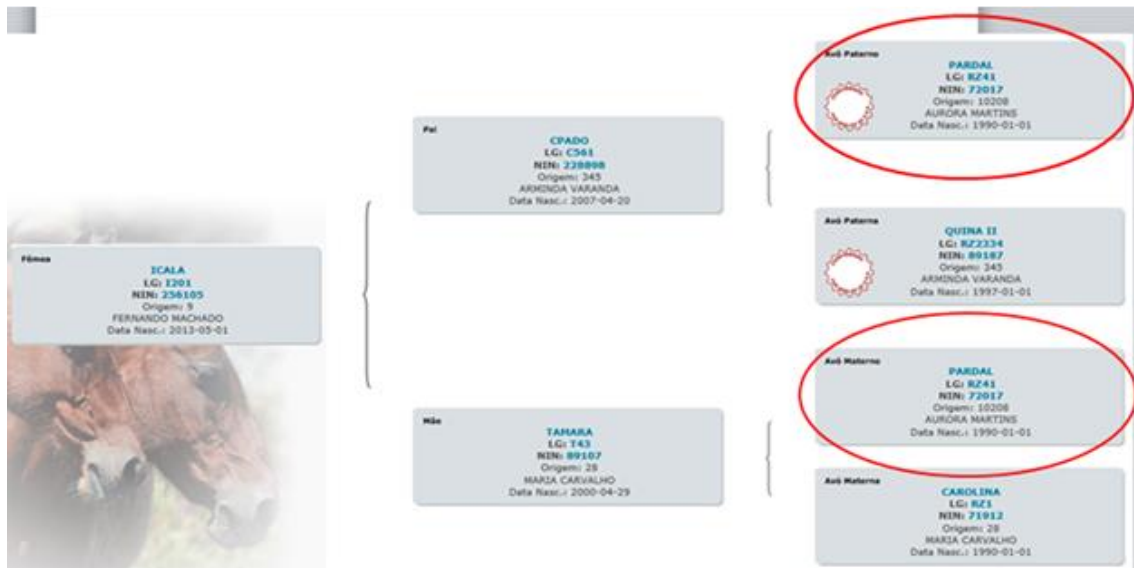 Fêmea
ICALA
LG: I201
NIN: 256105
Origem: 9
FERNANDO MACHADO
Data Nasc.: 2013-05-01
Pai
CPADO
LG: C561
NIN: 228898
Origem: 345
ARMINDA VARANDA
Data Nasc.: 2007-04-20
Mãe
TAMARA
LG: T43
NIN: 89107
Origem: 28
MARIA CARVALHO
Data Nasc.: 2000-04-29
Avô Paterno
PARDAL
LG: RZ41
NIN: 72017
Origem: 10208
AURORA MARTINS
Data Nasc.: 1990-01-01
Avó Paterna
QUINA II
LG: RZ2334
NIN: 89187
Origem: 345
ARMINDA VARANDA
Data Nasc.: 1997-01-01
Avô Materno
PARDAL
LG: RZ41
NIN: 72017
Origem: 10208
AURORA MARTINS
Data Nasc.: 1990-01-01
Avó Materna
CAROLINA
LG: RZ1
NIN: 71912
Origem: 28
MARIA CARVALHO
Data Nasc.: 1990-01-01